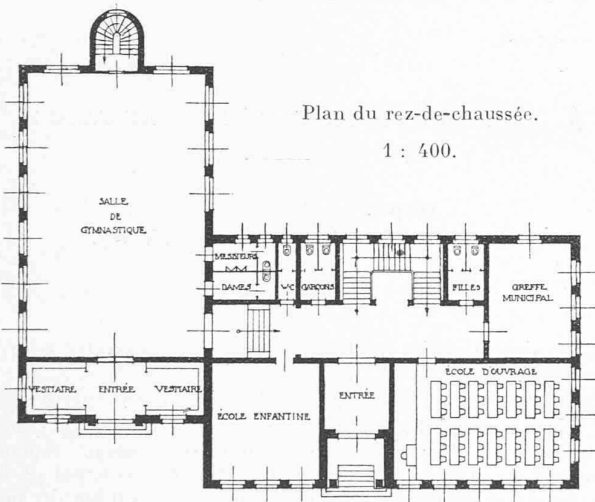 Plan du rez-de-chaussée.
1 : 400.
SALLE
DE
GYMNASTIQUE
MESSIEURS
DAMES
WC
GARÇONS
FILLES
GREFFE
MUNICIPAL
VESTIAIRE
ENTRÉE
VESTIAIRE
ÉCOLE ENFANTINE
ENTRÉE
ÉCOLE D'OUVRAGE